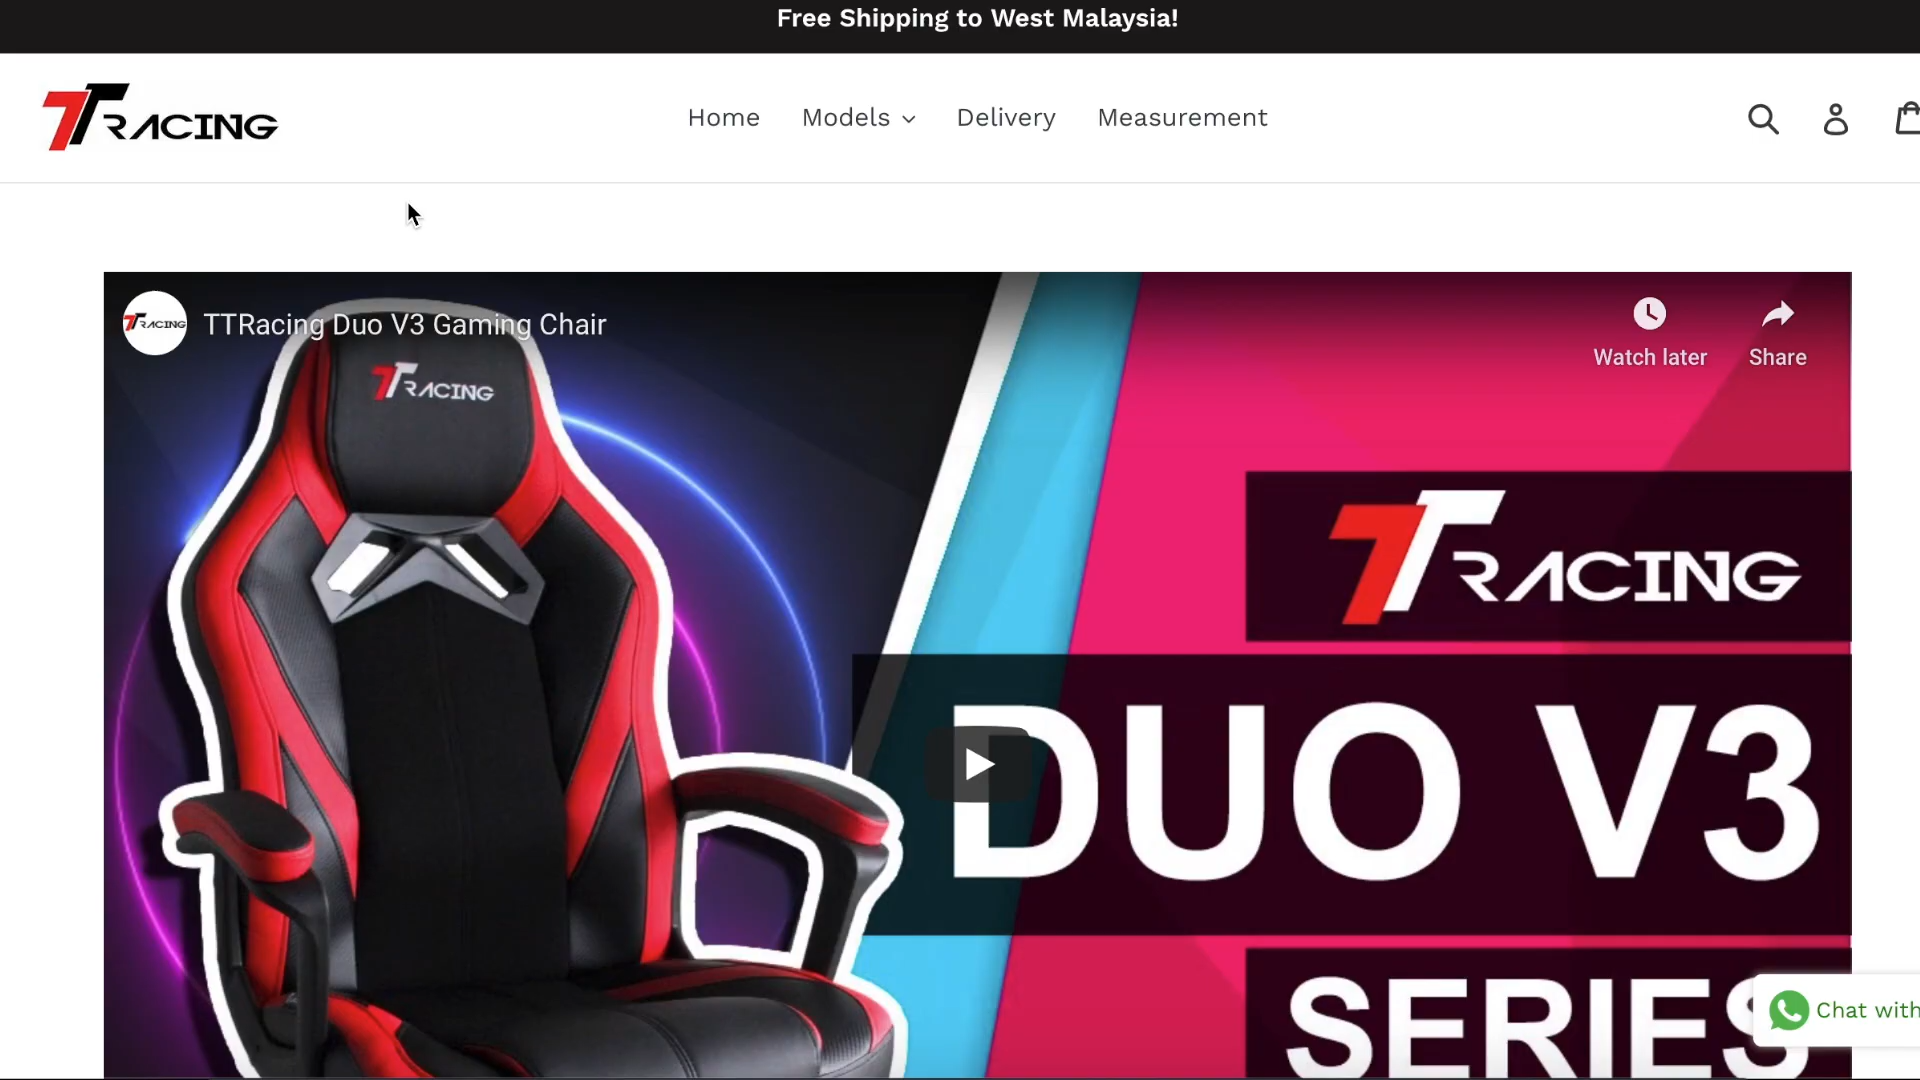 Free Shipping to West Malaysia!
TTRACING
Home Models Delivery Measurement
TTRACING TTRacing Duo V3 Gaming Chair
Watch later Share
TTRACING
TTRACING
DUO V3
SERIES
Chat with